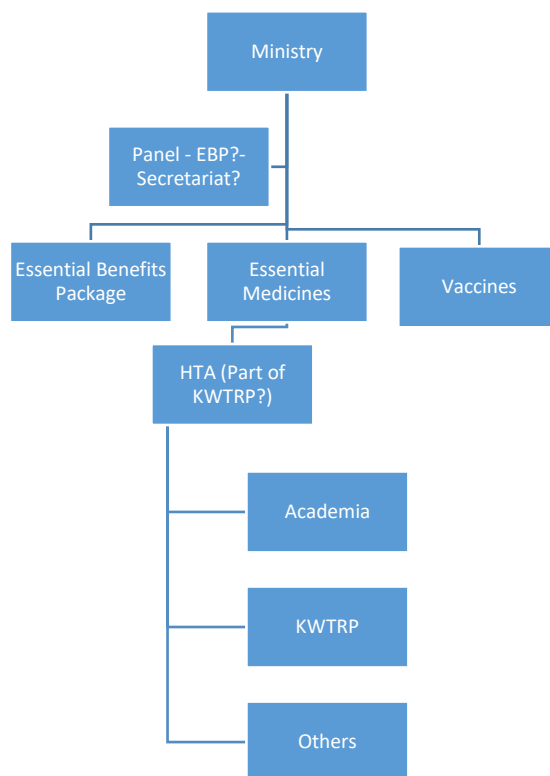 Ministry
Panel - EBP?-
Secretariat?
Essential Benefits
Package
Essential
Medicines
Vaccines
HTA (Part of
KWTRP?)
Academia
KWTRP
Others